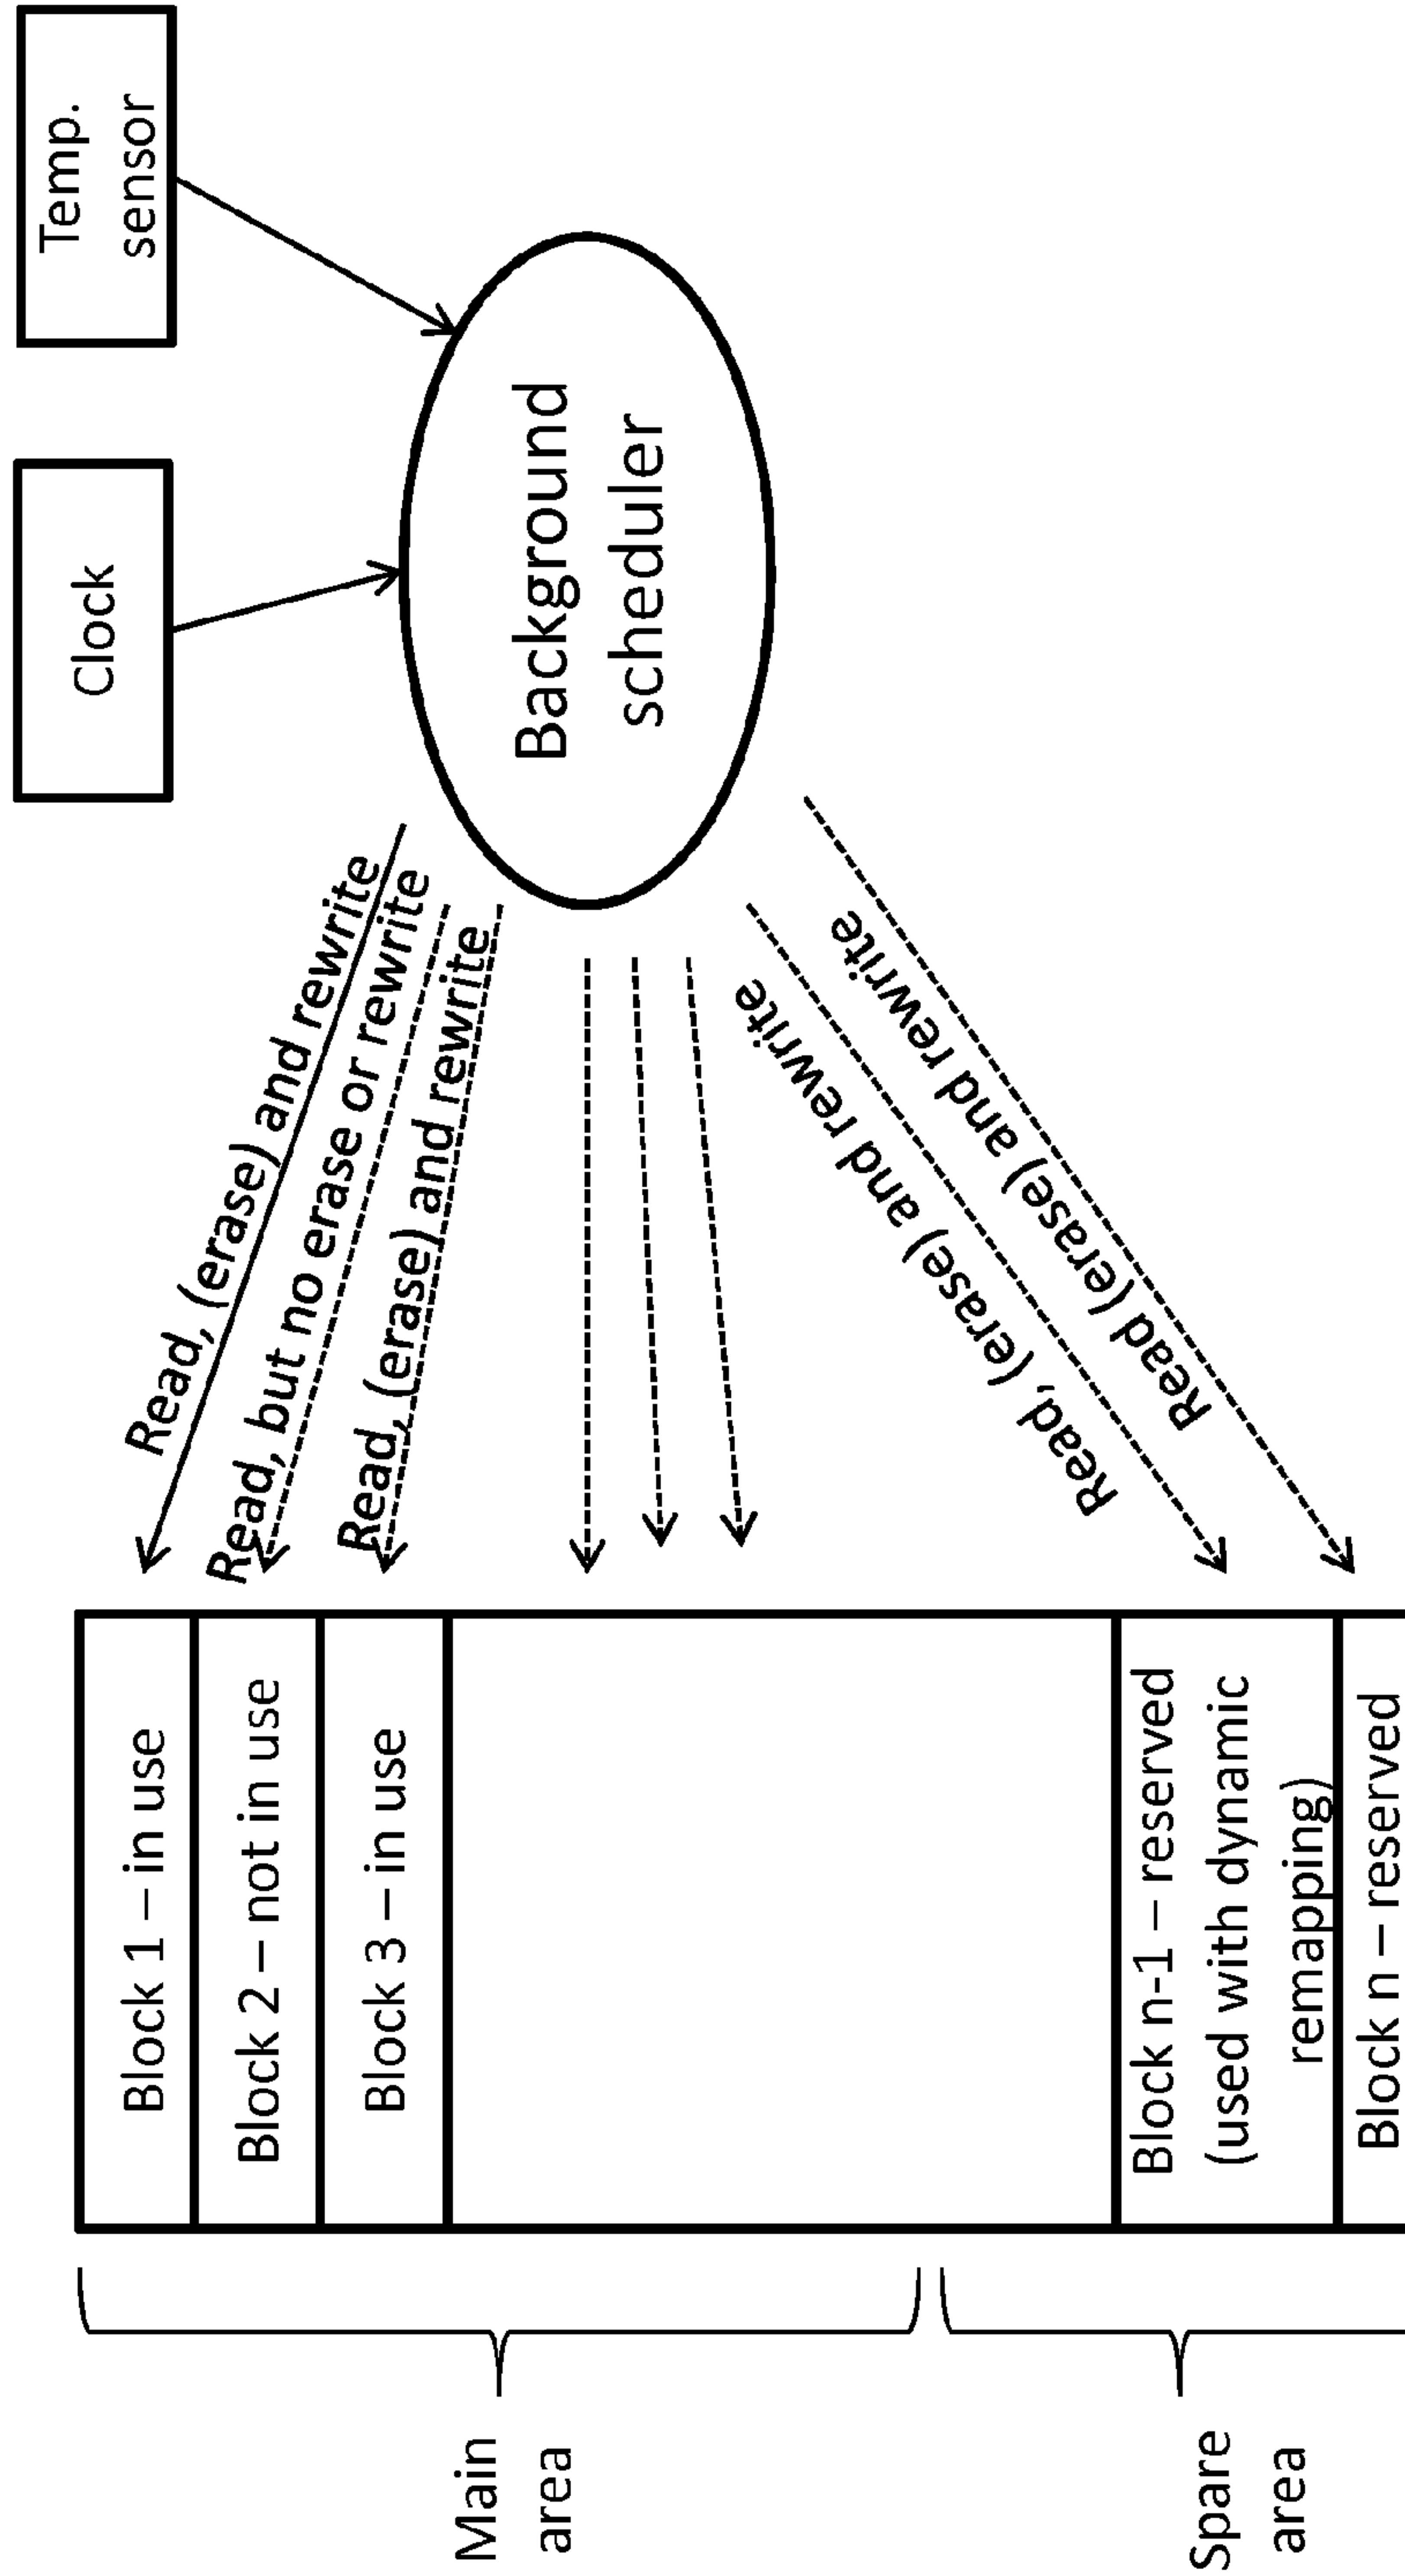 Main
area
Spare
area
Block 1 – in use
Block 2 – not in use
Block 3 – in use
Block n-1 – reserved
(used with dynamic
remapping)
Block n – reserved
Read, (erase) and rewrite
Read, but no erase or rewrite
Read, (erase) and rewrite
Read, (erase) and rewrite
Read (erase) and rewrite
Background
scheduler
Clock
Temp.
sensor